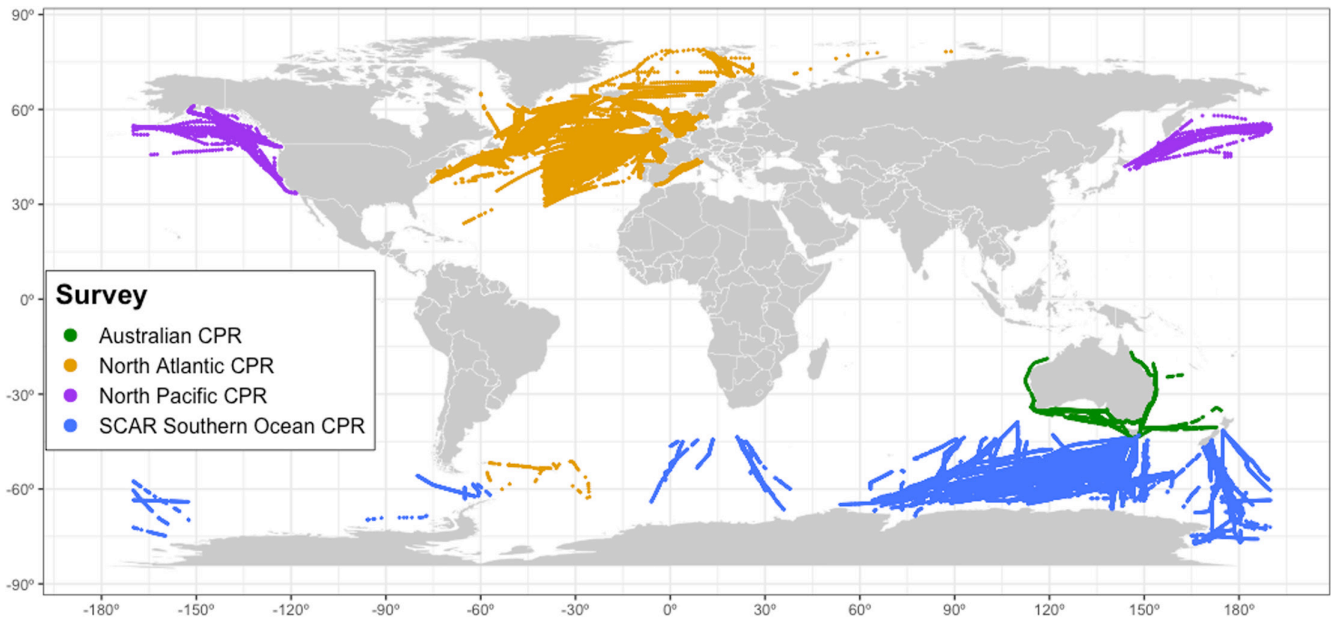 90º
60º
30º
0º
-30º
-60º
-90º
Survey
Australian CPR
North Atlantic CPR
North Pacific CPR
SCAR Southern Ocean CPR
-180º -150º -120º -90º -60º -30º 0º 30º 60º 90º 120º 150º 180º